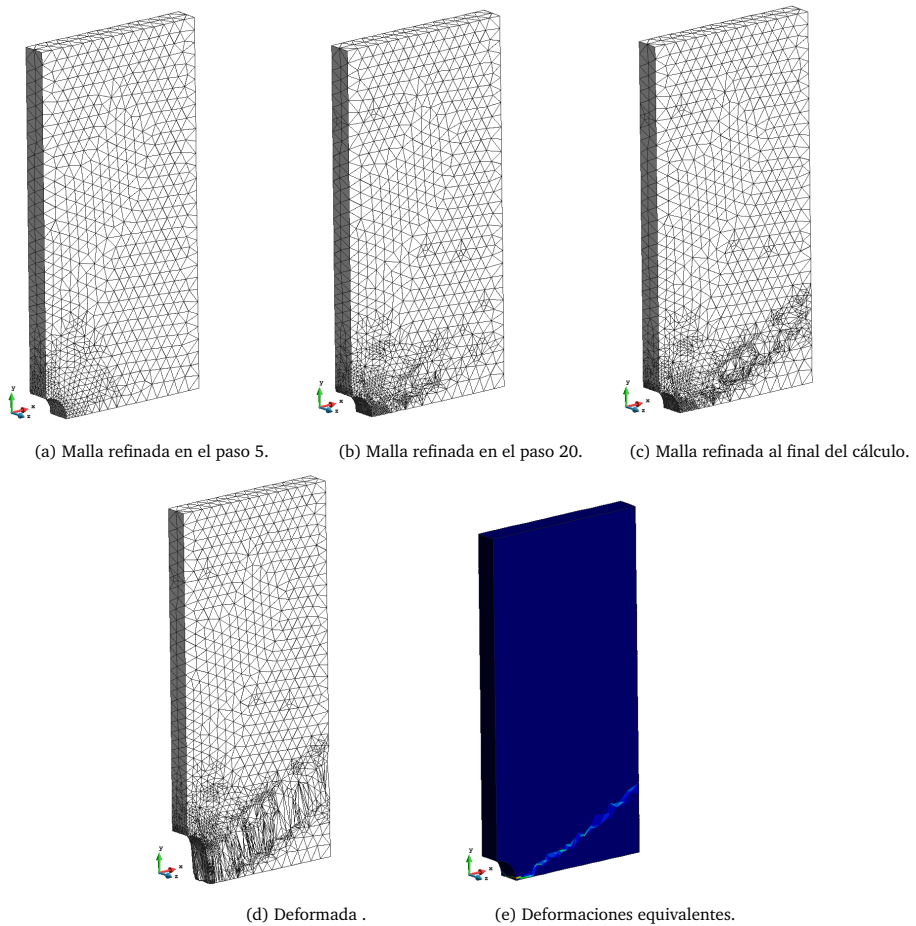 y
x
z
y
x
z
y
x
z
(a) Malla refinada en el paso 5.
(b) Malla refinada en el paso 20.
(c) Malla refinada al final del cálculo.
y
x
z
y
x
z
(d) Deformada .
(e) Deformaciones equivalentes.